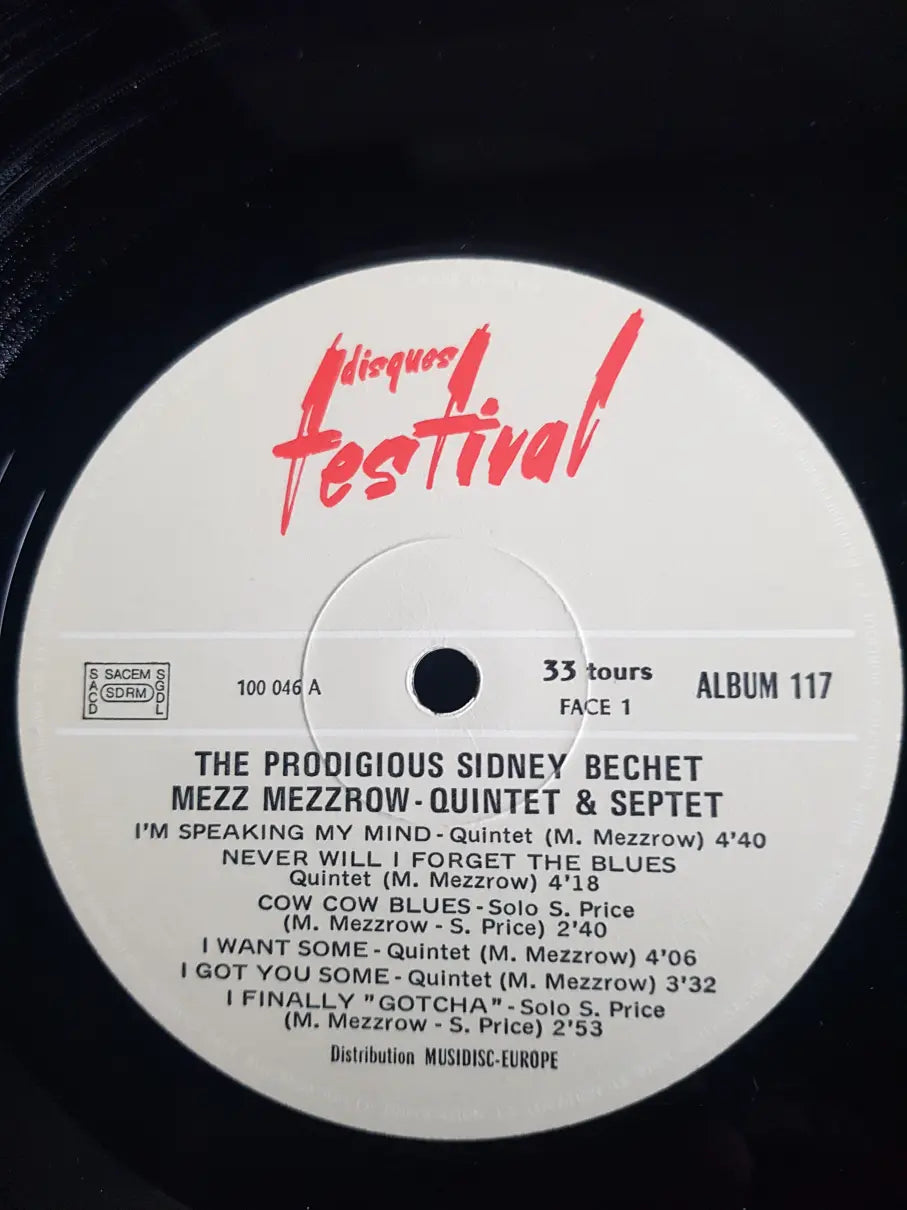 disques
festival
SACEM
SACD
SDRM
SGDL
100 046 A
33 tours
FACE 1
ALBUM 117
THE PRODIGIOUS SIDNEY BECHET
MEZZ MEZZROW-QUINTET & SEPTET
I'M SPEAKING MY MIND-Quintet (M. Mezzrow) 4'40
NEVER WILL I FORGET THE BLUES
Quintet (M. Mezzrow) 4'18
COW COW BLUES-Solo S. Price
(M. Mezzrow - S. Price) 2'40
I WANT SOME-Quintet (M. Mezzrow) 4'06
I GOT YOU SOME-Quintet (M. Mezzrow) 3'32
I FINALLY "GOTCHA"-Solo S. Price
(M. Mezzrow - S. Price) 2'53
Distribution MUSIDISC-EUROPE